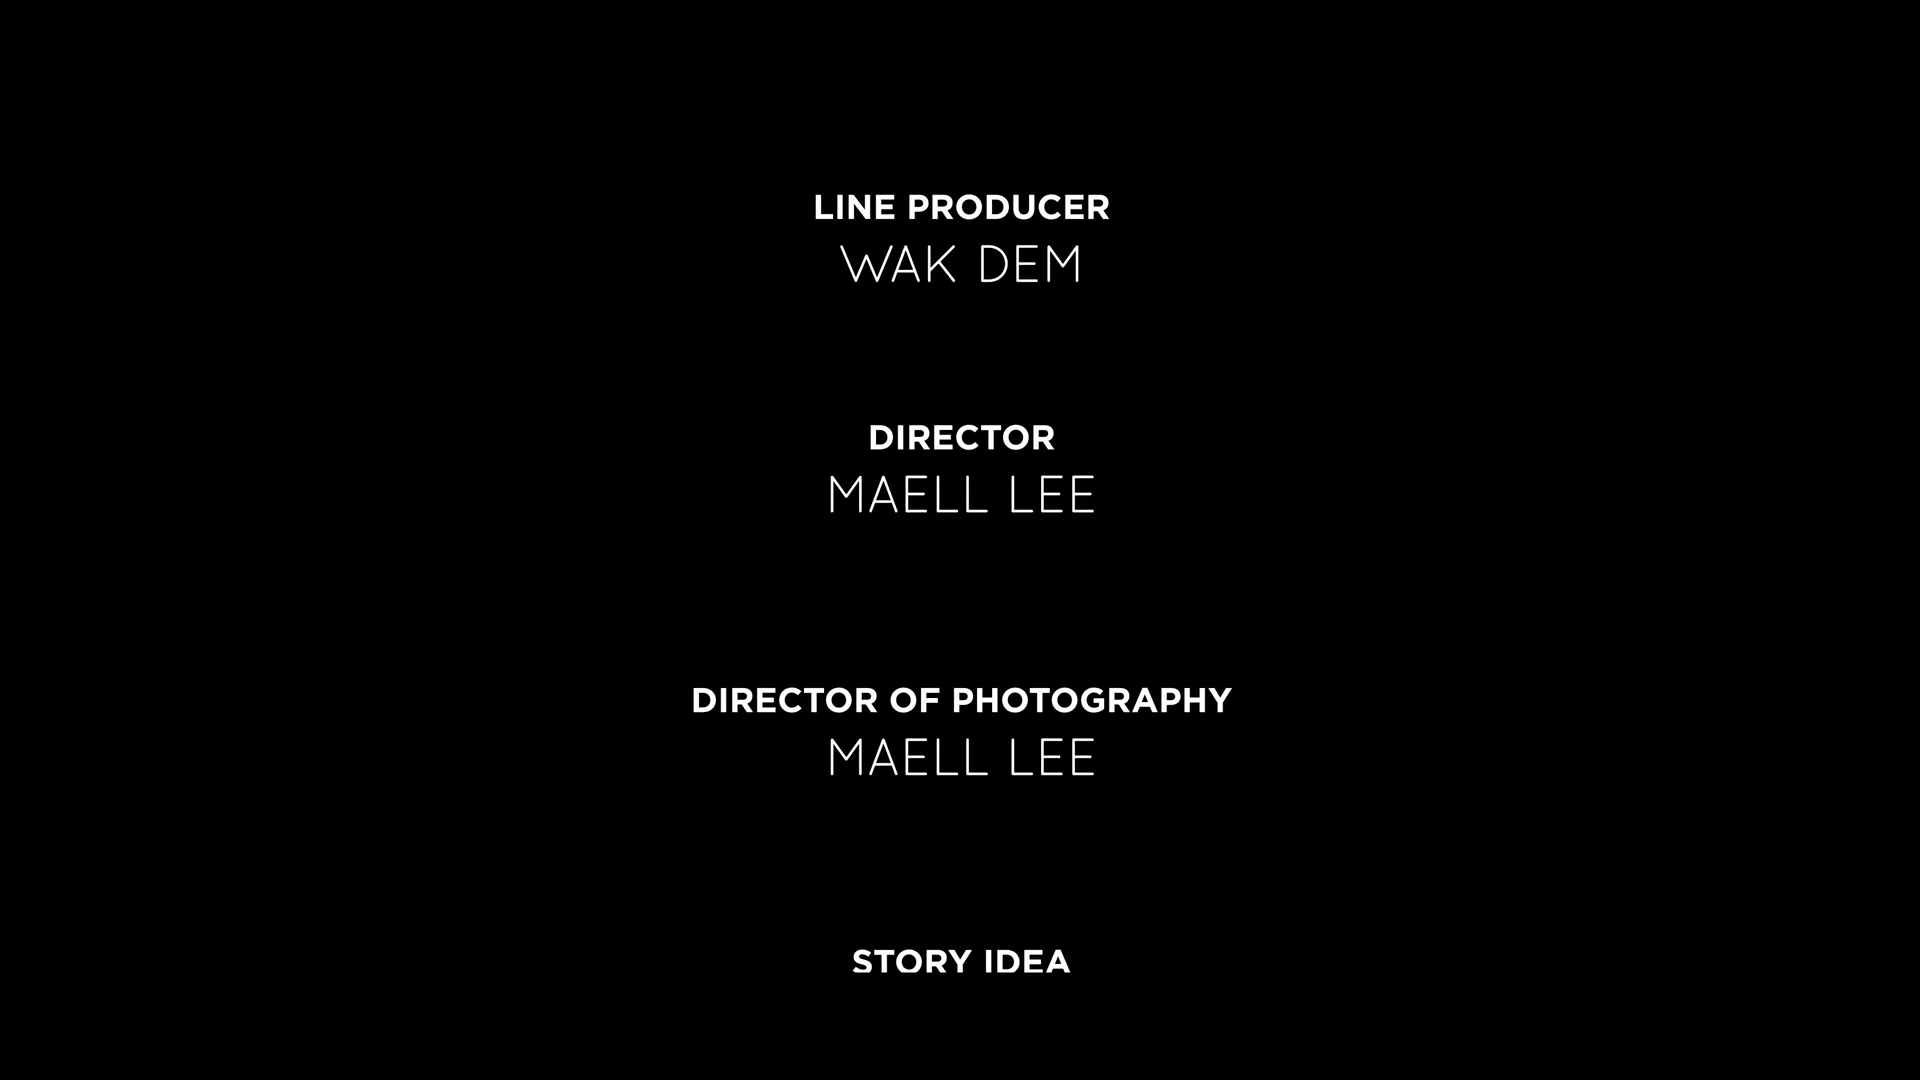 LINE PRODUCER
WAK DEM
DIRECTOR
MAELL LEE
DIRECTOR OF PHOTOGRAPHY
MAELL LEE
STORY IDEA